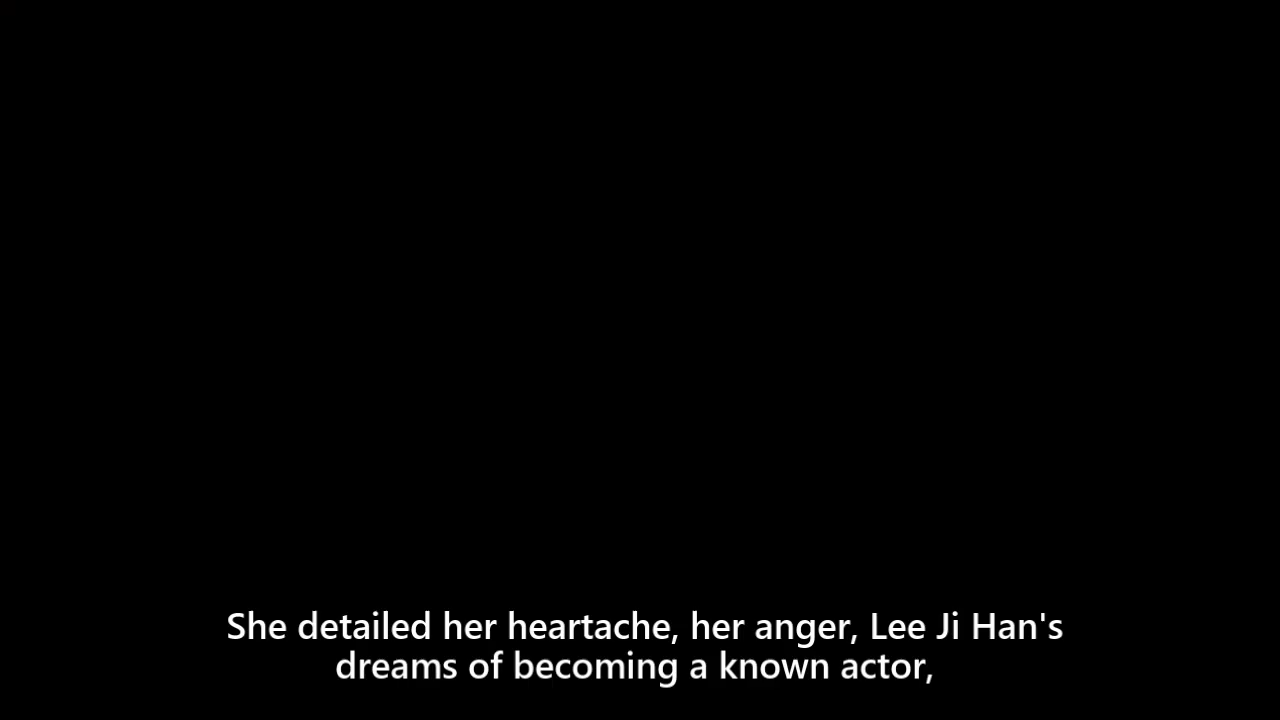 She detailed her heartache, her anger, Lee Ji Han's
dreams of becoming a known actor,